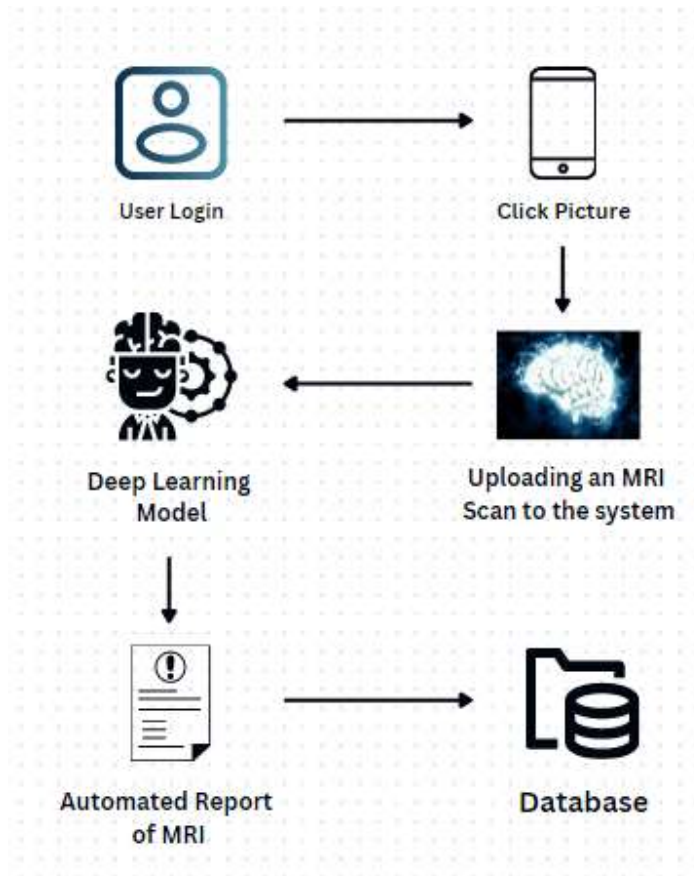 User Login
Click Picture
Deep Learning
Model
Uploading an MRI
Scan to the system
Automated Report
of MRI
Database